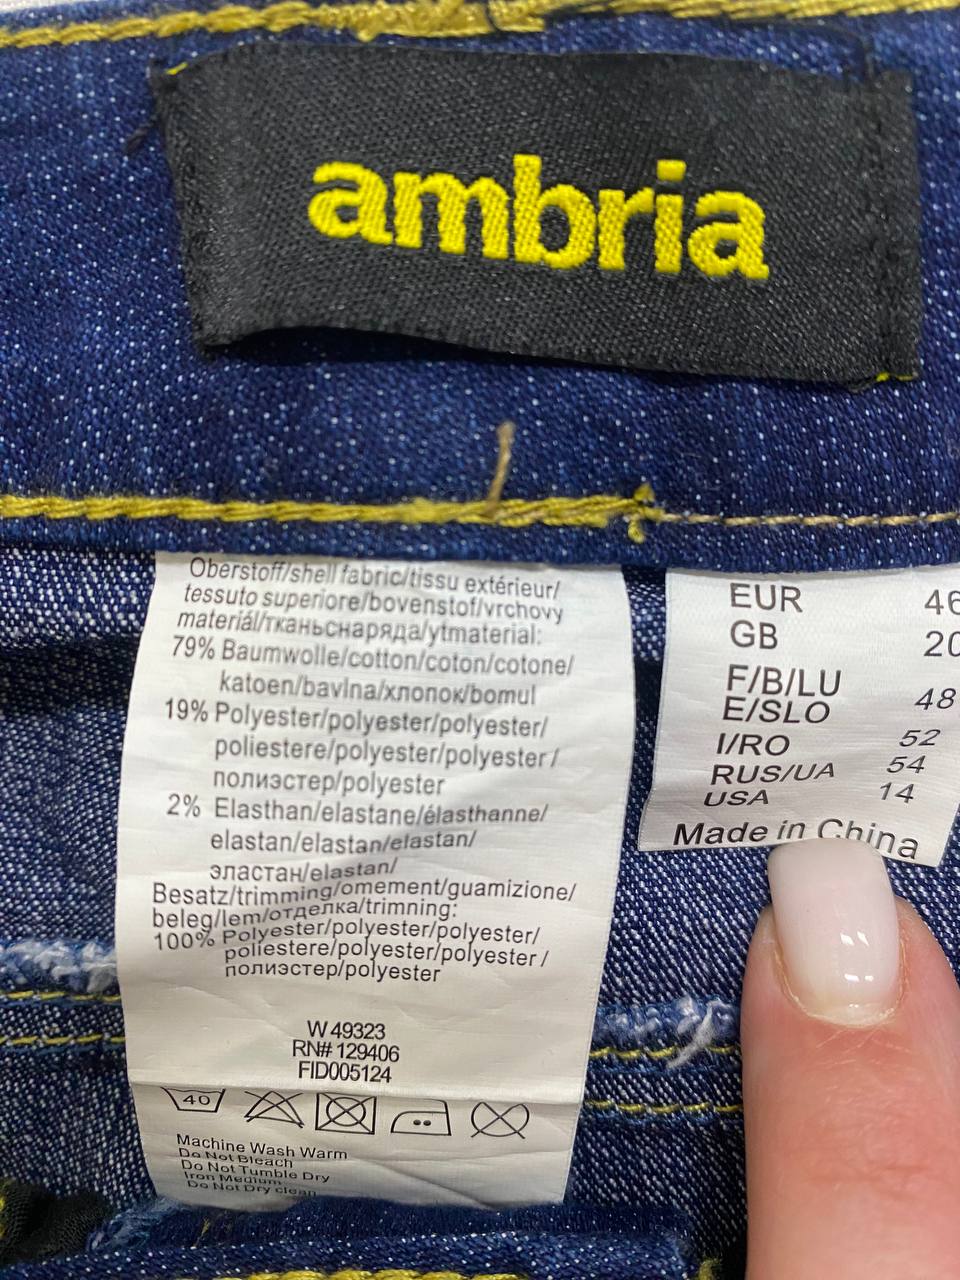 ambria
Oberstoff/shell fabric/tissu extérieur/
tessuto superiore/bovenstof/vrchovy
materiál/тканьснаряда/ytmaterial:
79% Baumwolle/cotton/coton/cotone/
katoen/bavlna/хлопок/bomul
19% Polyester/polyester/polyester/
poliestere/polyester/polyester/
полиэстер/polyester
2% Elasthan/elastane/élasthanne/
elastan/elastan/elastan/
эластан/elastan/
Besatz/trimming/omement/guamizione/
beleg/lem/отделка/trimning:
100% Polyester/polyester/polyester/
poliestere/polyester/polyester/
полиэстер/polyester
W 49323
RN# 129406
FID005124
40
Machine Wash Warm
Do Not Bleach
Do Not Tumble Dry
Iron Medium
Do Not Dry clean
EUR 46
GB 20
F/B/LU
E/SLO 48
I/RO 52
RUS/UA 54
USA 14
Made in China